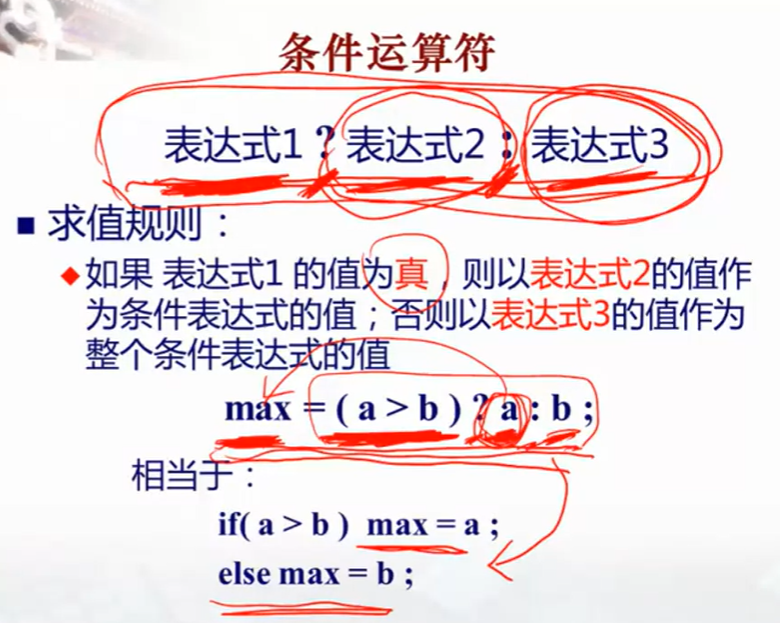 条件运算符
表达式1 ? 表达式2 : 表达式3
■ 求值规则：
◆如果 表达式1 的值为真，则以表达式2的值作
为条件表达式的值；否则以表达式3的值作为
整个条件表达式的值
max = ( a > b ) ? a : b ;
相当于：
if( a > b ) max = a ;
else max = b ;